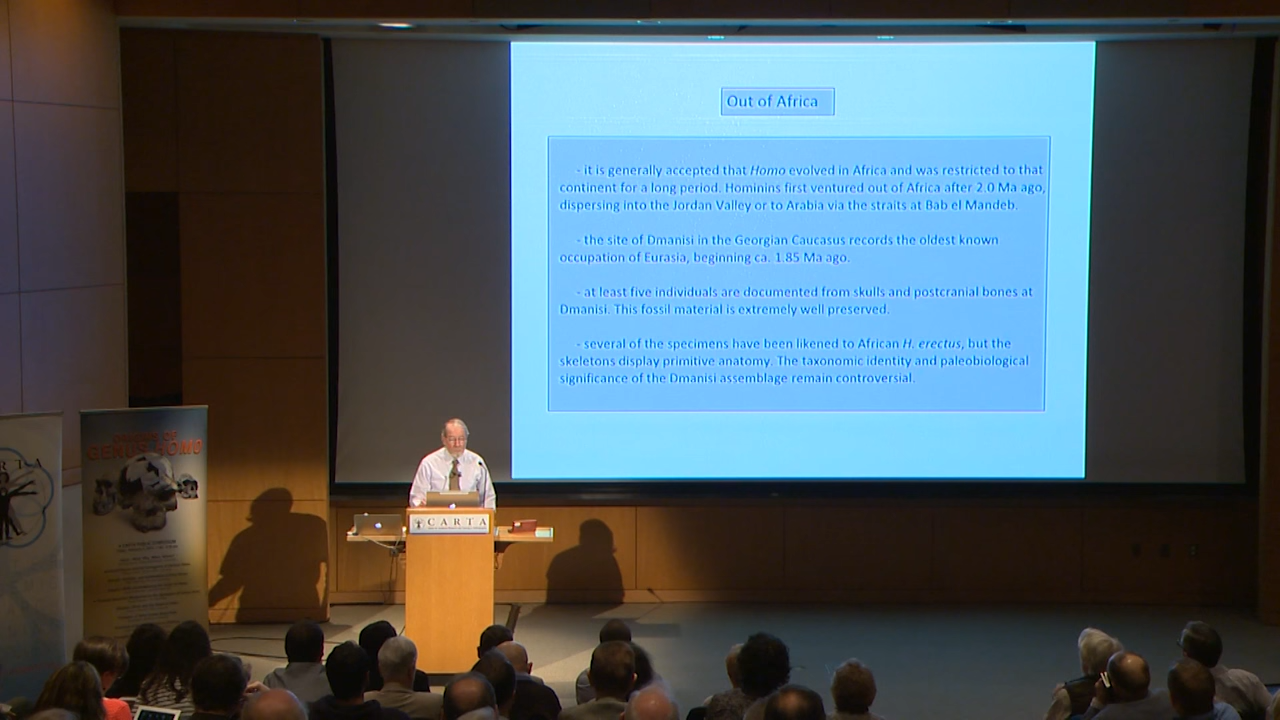 Out of Africa
- it is generally accepted that Homo evolved in Africa and was restricted to that
continent for a long period. Hominins first ventured out of Africa after 2.0 Ma ago,
dispersing into the Jordan Valley or to Arabia via the straits at Bab el Mandeb.
- the site of Dmanisi in the Georgian Caucasus records the oldest known
occupation of Eurasia, beginning ca. 1.85 Ma ago.
- at least five individuals are documented from skulls and postcranial bones at
Dmanisi. This fossil material is extremely well preserved.
- several of the specimens have been likened to African H. erectus, but the
skeletons display primitive anatomy. The taxonomic identity and paleobiological
significance of the Dmanisi assemblage remain controversial.
GENUS HOMO
CARTA